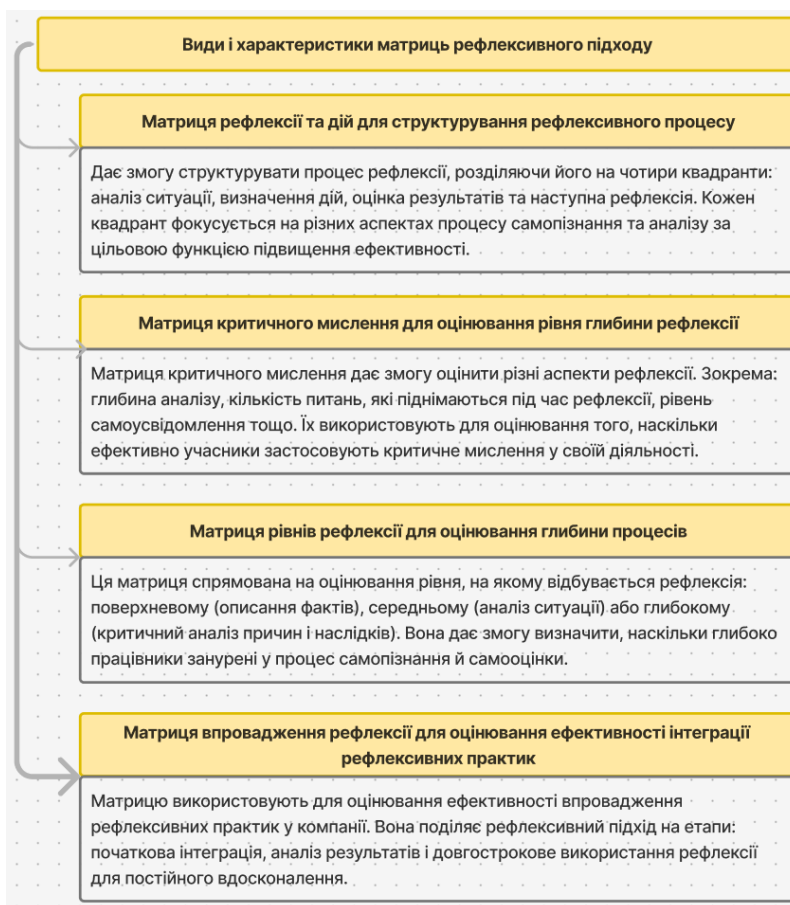 Види і характеристики матриць рефлексивного підходу
Матриця рефлексії та дій для структурування рефлексивного процесу
Дає змогу структурувати процес рефлексії, розділяючи його на чотири квадранти:
аналіз ситуації, визначення дій, оцінка результатів та наступна рефлексія. Кожен
квадрант фокусується на різних аспектах процесу самопізнання та аналізу за
цільовою функцією підвищення ефективності.
Матриця критичного мислення для оцінювання рівня глибини рефлексії
Матриця критичного мислення дає змогу оцінити різні аспекти рефлексії. Зокрема:
глибина аналізу, кількість питань, які піднімаються під час рефлексії, рівень
самоусвідомлення тощо. Їх використовують для оцінювання того, наскільки
ефективно учасники застосовують критичне мислення у своїй діяльності.
Матриця рівнів рефлексії для оцінювання глибини процесів
Ця матриця спрямована на оцінювання рівня, на якому відбувається рефлексія:
поверхневому (описання фактів), середньому (аналіз ситуації) або глибокому
(критичний аналіз причин і наслідків). Вона дає змогу визначити, наскільки глибоко
працівники занурені у процес самопізнання й самооцінки.
Матриця впровадження рефлексії для оцінювання ефективності інтеграції
рефлексивних практик
Матрицю використовують для оцінювання ефективності впровадження
рефлексивних практик у компанії. Вона поділяє рефлексивний підхід на етапи:
початкова інтеграція, аналіз результатів і довгострокове використання рефлексії
для постійного вдосконалення.